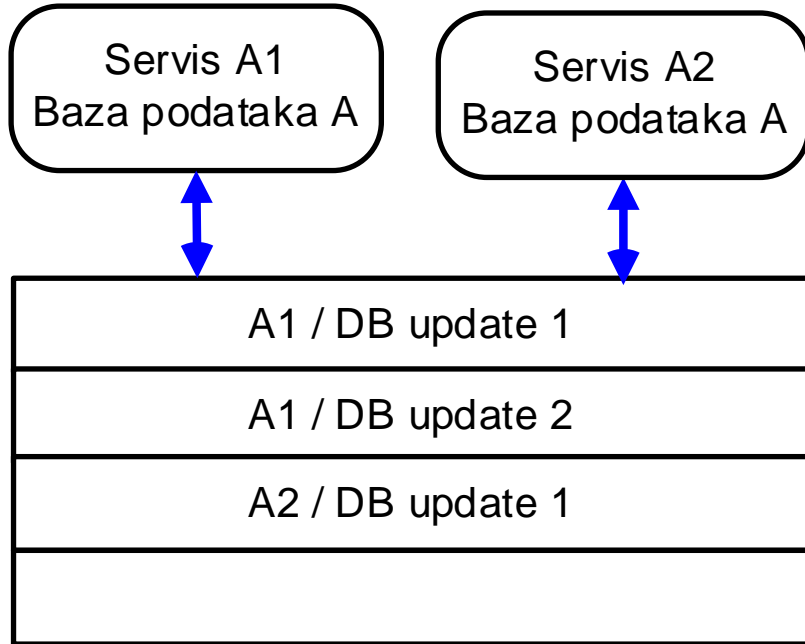 Servis A1
Baza podataka A
Servis A2
Baza podataka A
A1 / DB update 1
A1 / DB update 2
A2 / DB update 1